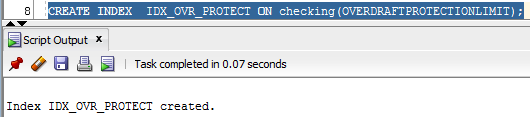 8 CREATE INDEX IDX_OVR_PROTECT ON checking(OVERDRAFTPROTECTIONLIMIT);
Script Output x
Task completed in 0.07 seconds
Index IDX_OVR_PROTECT created.